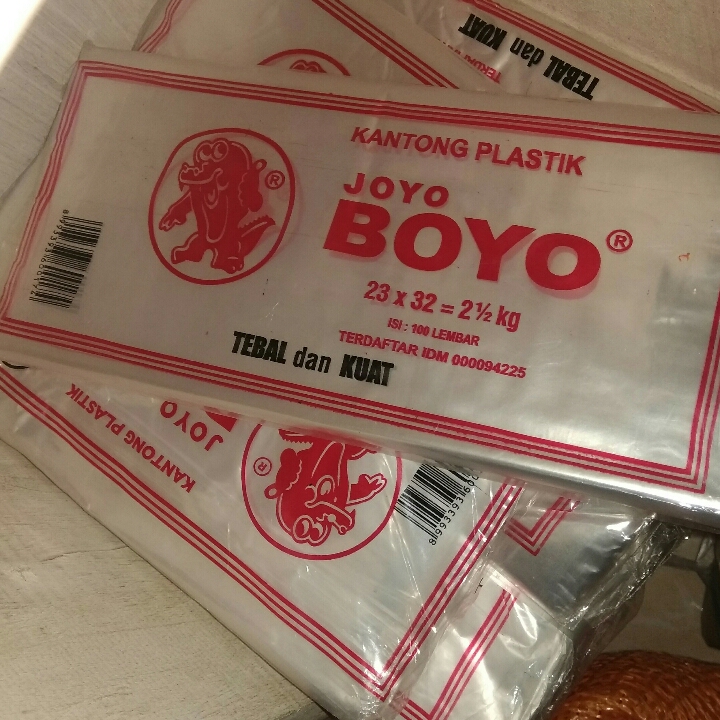 TEBAL dan KUAT
KANTONG PLASTIK
JOYO
BOYO ®
®
23 x 32 = 2½ kg
ISI : 100 LEMBAR
TERDAFTAR IDM 000094225
TEBAL dan KUAT
KANTONG PLASTIK
JOYO
®